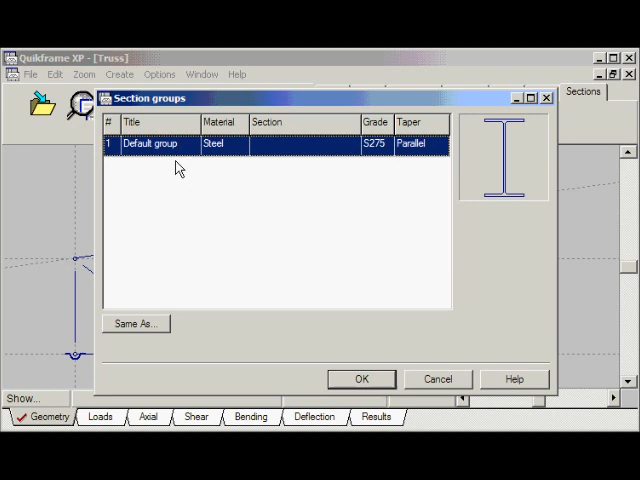 Quikframe XP - [Truss]
File Edit Zoom Create Options Window Help
Sections
Section groups
# Title Material Section Grade Taper
1 Default group Steel S275 Parallel
Same As...
OK Cancel Help
Show...
Geometry Loads Axial Shear Bending Deflection Results